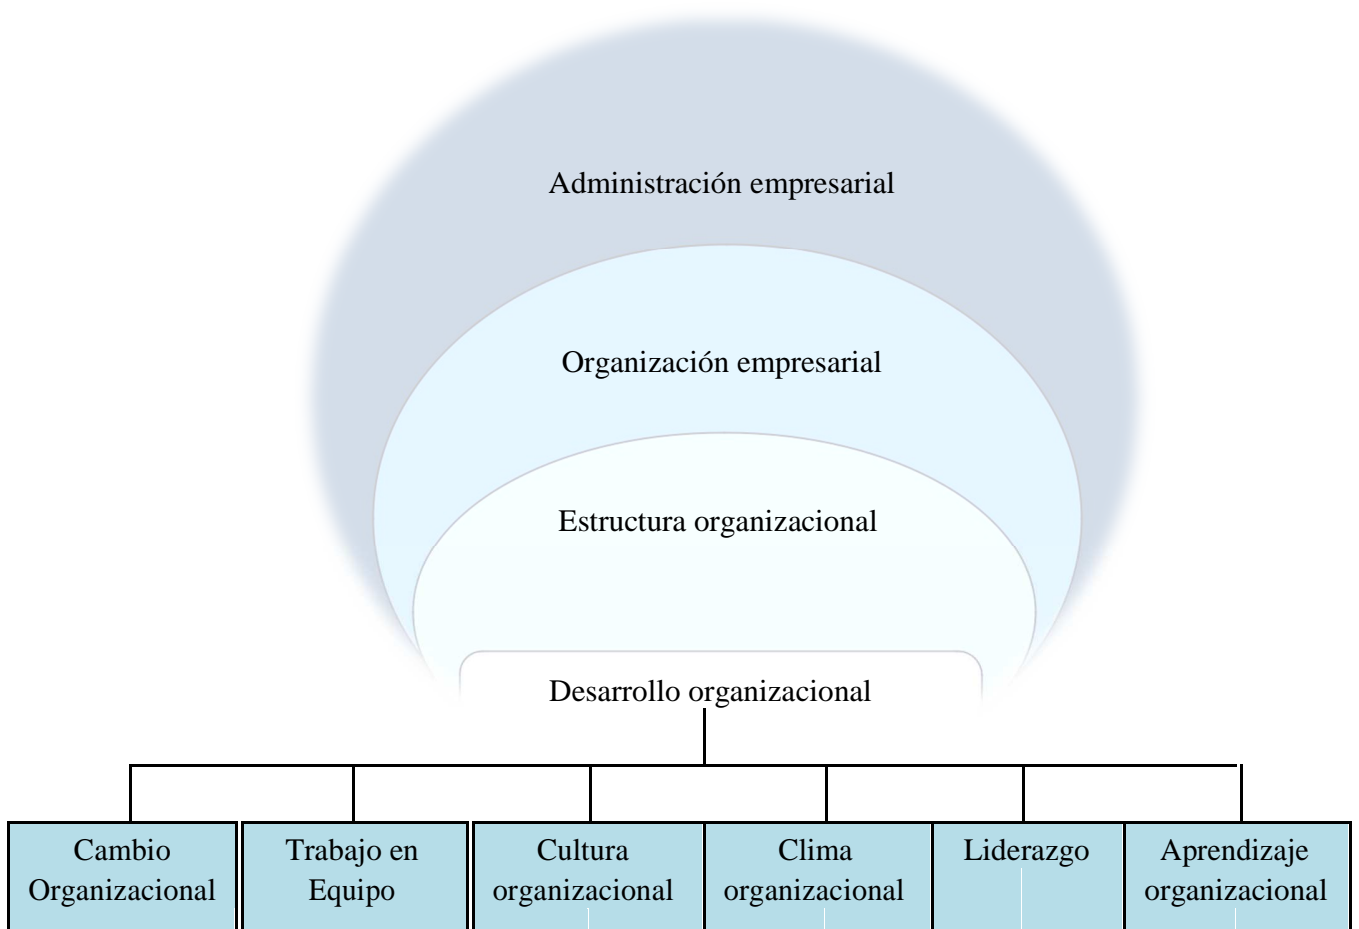 Administración empresarial
Organización empresarial
Estructura organizacional
Desarrollo organizacional
Cambio
Organizacional
Trabajo en
Equipo
Cultura
organizacional
Clima
organizacional
Liderazgo
Aprendizaje
organizacional